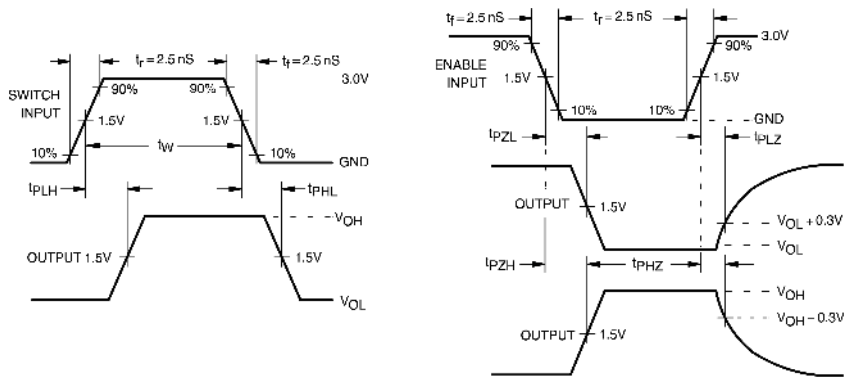 tr = 2.5 nS
tf = 2.5 nS
3.0V
SWITCH
INPUT
90%
90%
1.5V
1.5V
10%
tW
10%
GND
tPLH
tPHL
VOH
OUTPUT
1.5V
1.5V
VOL
tf = 2.5 nS
tr = 2.5 nS
3.0V
90%
90%
ENABLE
INPUT
1.5V
1.5V
10%
10%
GND
tPZL
tPLZ
OUTPUT
1.5V
VOL + 0.3V
VOL
tPZH
tPHZ
VOH
VOH – 0.3V
OUTPUT
1.5V